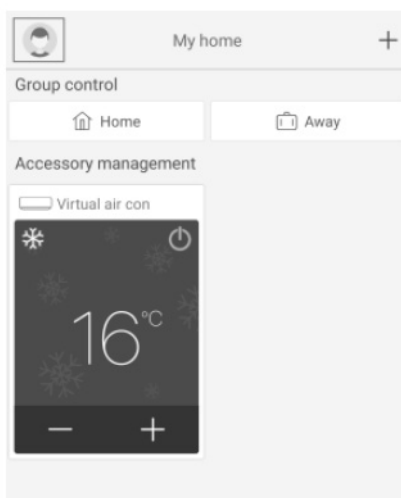 My home
Group control
Home
Away
Accessory management
Virtual air con
16°C